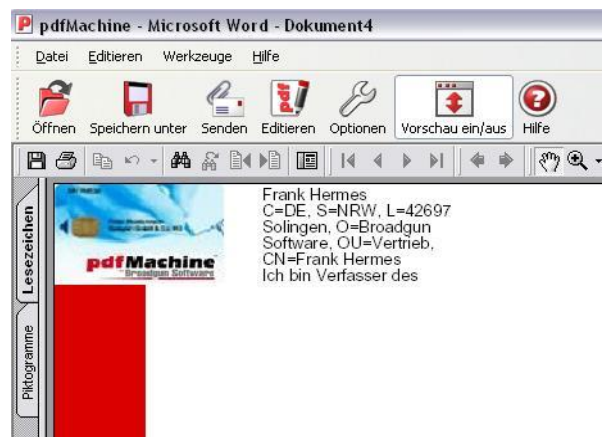 pdfMachine - Microsoft Word - Dokument4
Datei Editieren Werkzeuge Hilfe
Öffnen Speichern unter Senden Editieren Optionen Vorschau ein/aus Hilfe
Lesezeichen
Piktogramme
pdfMachine
Broadgun Software
Frank Hermes
C=DE, S=NRW, L=42697
Solingen, O=Broadgun
Software, OU=Vertrieb,
CN=Frank Hermes
Ich bin Verfasser des